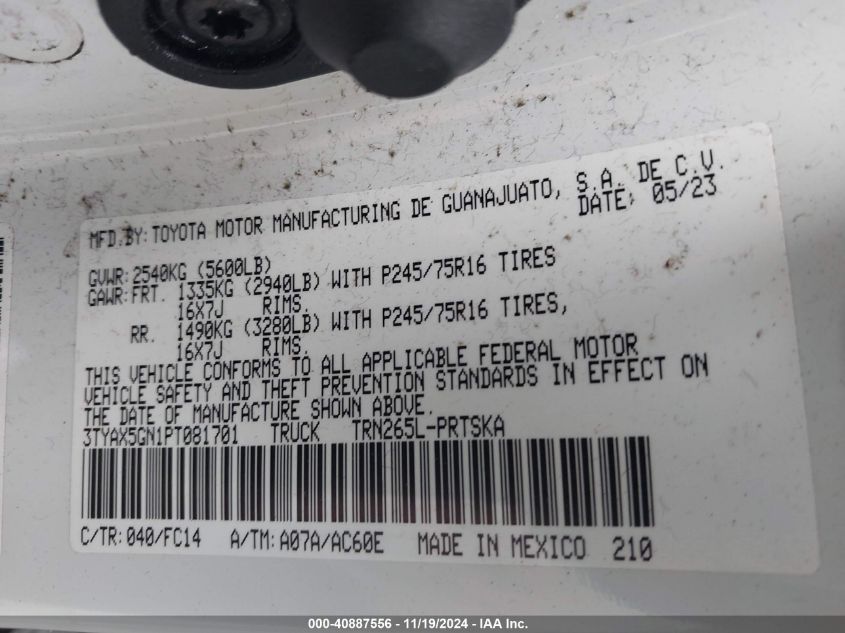 MFD.BY: TOYOTA MOTOR MANUFACTURING DE GUANAJUATO, S.A. DE C.V.
DATE: 05/23
GVWR: 2540KG (5600LB)
GAWR: FRT. 1335KG (2940LB) WITH P245/75R16 TIRES
16X7J RIMS.
RR. 1490KG (3280LB) WITH P245/75R16 TIRES,
16X7J RIMS.
THIS VEHICLE CONFORMS TO ALL APPLICABLE FEDERAL MOTOR
VEHICLE SAFETY AND THEFT PREVENTION STANDARDS IN EFFECT ON
THE DATE OF MANUFACTURE SHOWN ABOVE.
3TYAX5GN1PT081701 TRUCK TRN265L-PRTSKA
C/TR: 040/FC14 A/TM: A07A/AC60E MADE IN MEXICO 210
000-40887556 - 11/19/2024 - IAA Inc.